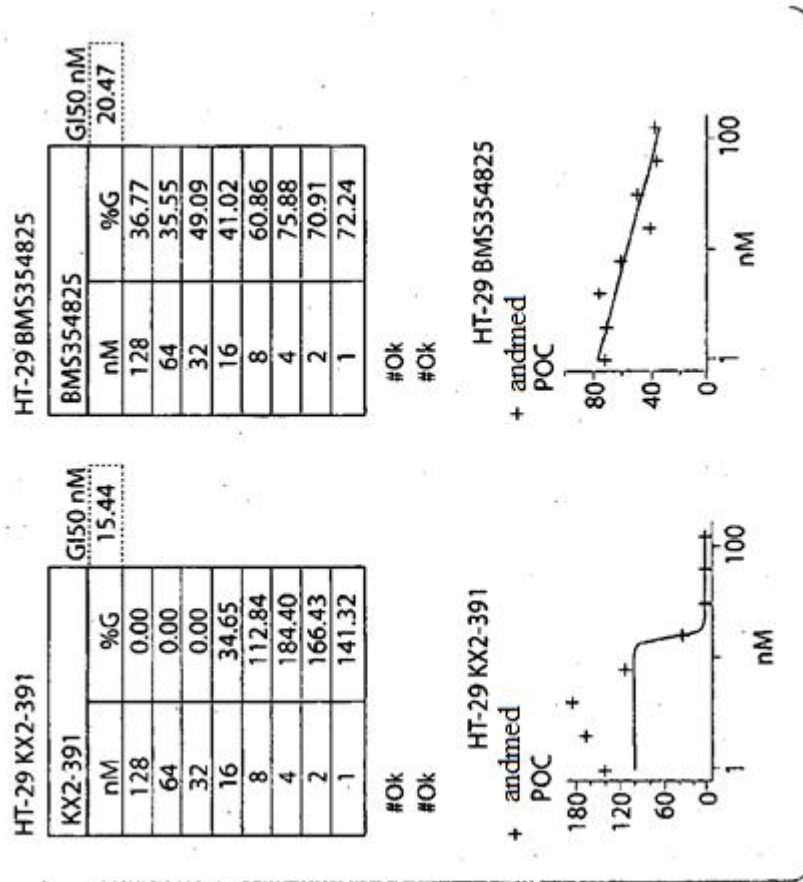 HT-29 KX2-391
KX2-391 GI50 nM
nM %G 15.44
128 0.00
64 0.00
32 0.00
16 34.65
8 112.84
4 184.40
2 166.43
1 141.32
#Ok
#Ok
HT-29 KX2-391
+ andmed
POC
180
120
60
0
1 100
nM
HT-29 BMS354825
BMS354825 GI50 nM
nM %G 20.47
128 36.77
64 35.55
32 49.09
16 41.02
8 60.86
4 75.88
2 70.91
1 72.24
#Ok
#Ok
HT-29 BMS354825
+ andmed
POC
80
40
0
1 100
nM